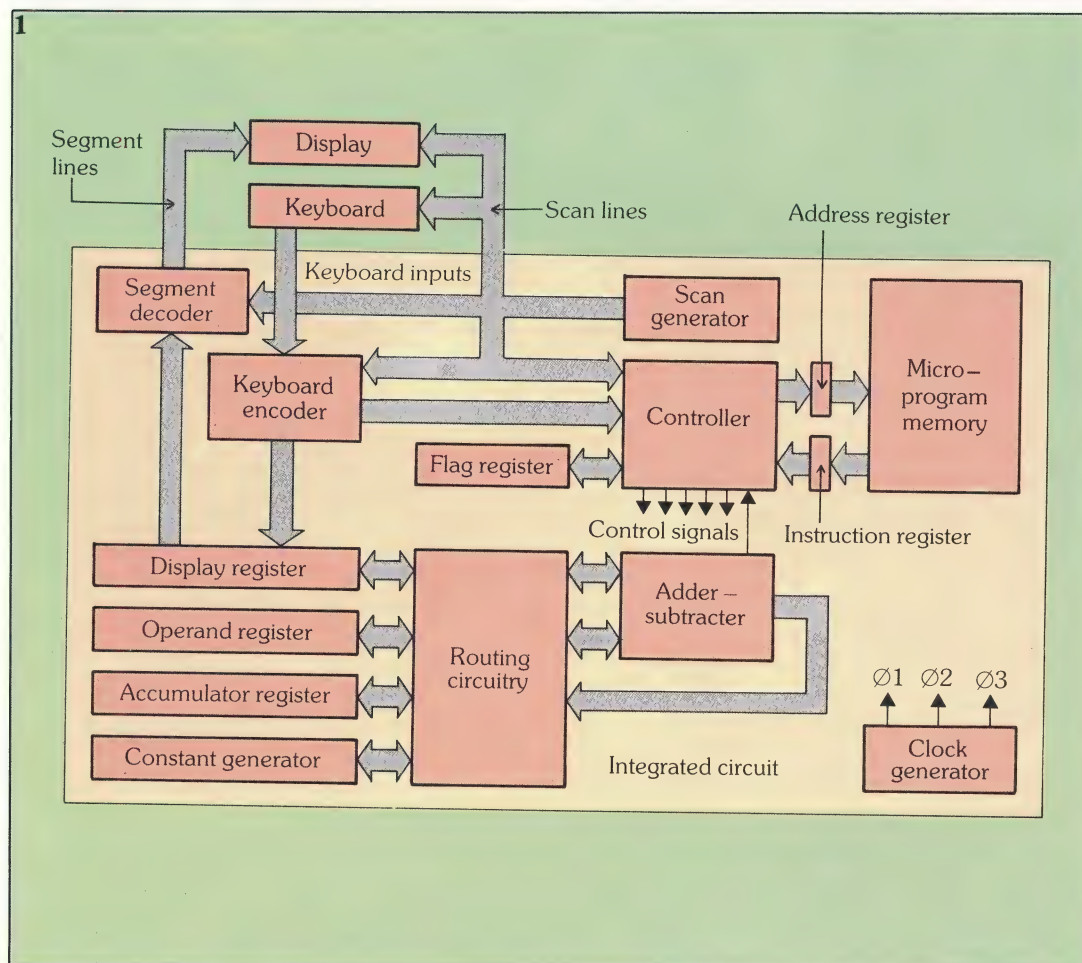 1
Segment
lines
Display
Keyboard
Scan lines
Address register
Keyboard inputs
Segment
decoder
Scan
generator
Micro –
program
memory
Keyboard
encoder
Controller
Flag register
Control signals
Instruction register
Display register
Adder –
subtracter
Operand register
Routing
circuitry
Accumulator register
Ø1 Ø2 Ø3
Constant generator
Integrated circuit
Clock
generator